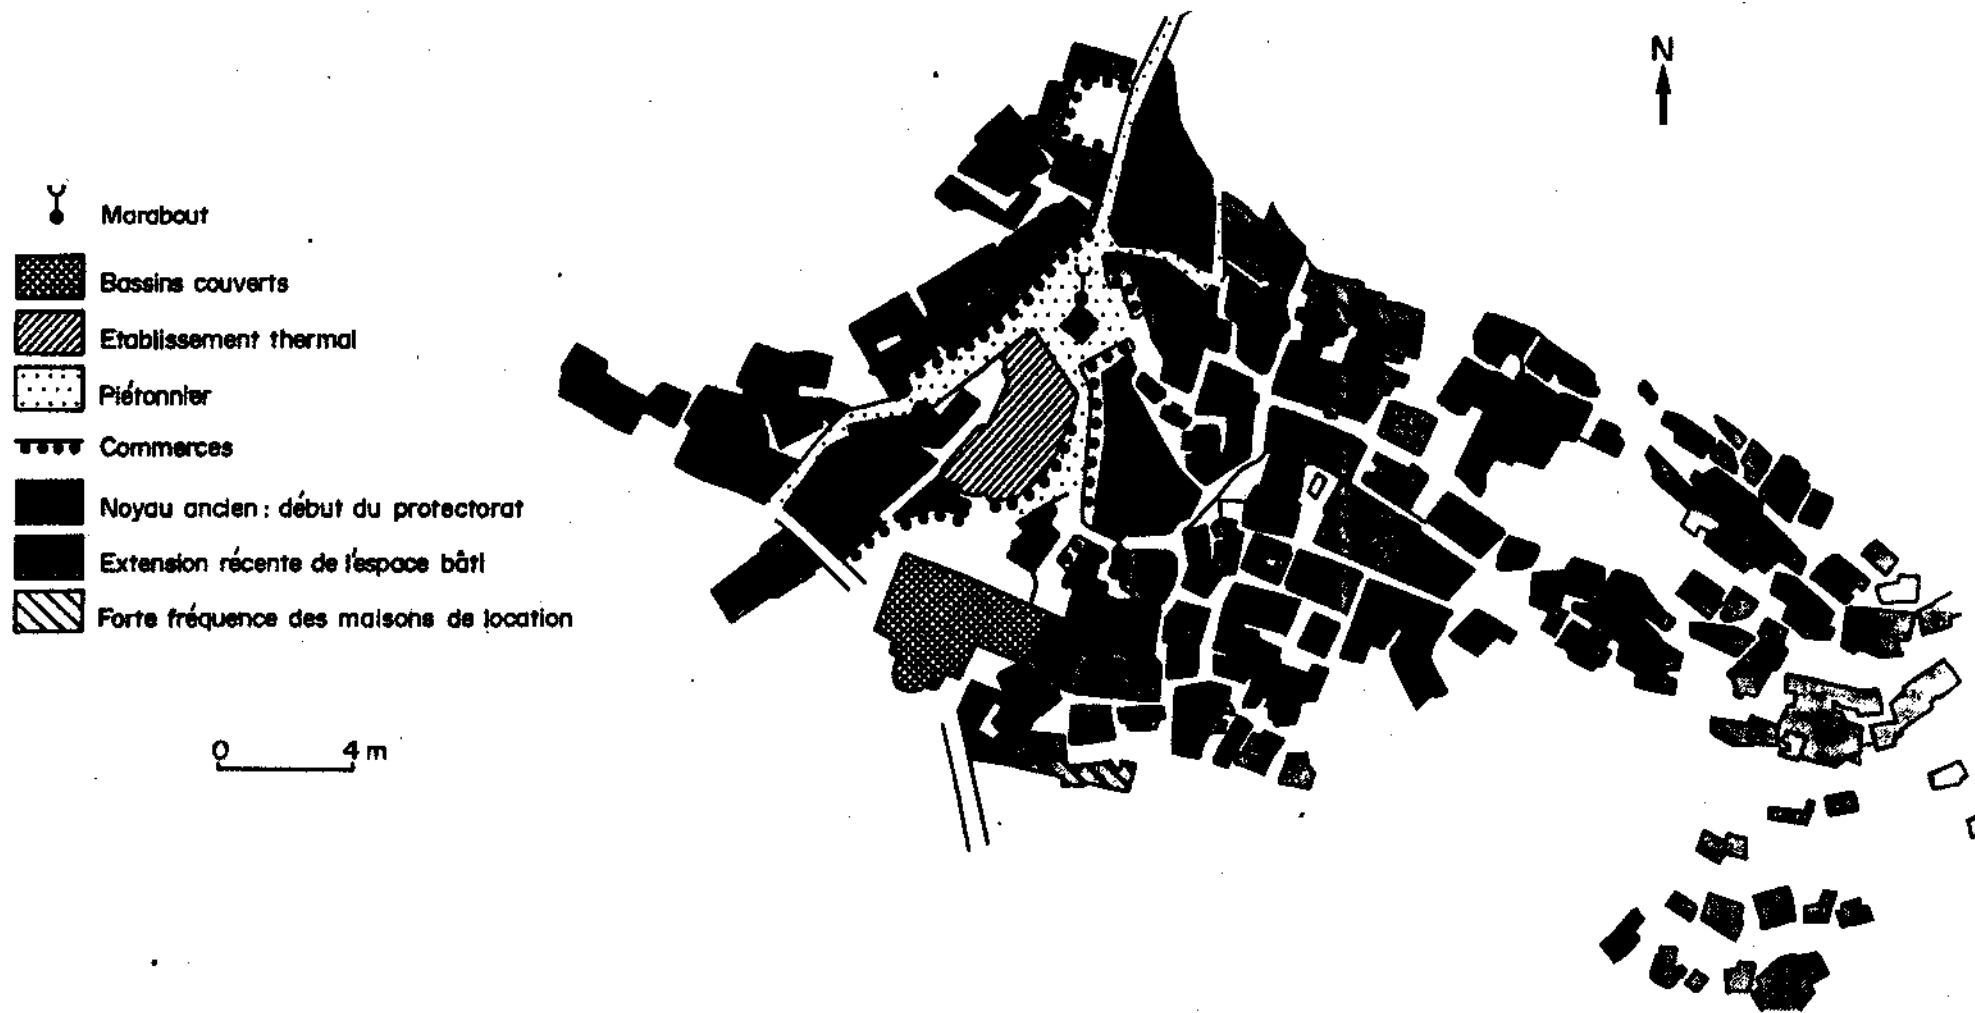 N
Marabout
Bassins couverts
Etablissement thermal
Piétonnier
Commerces
Noyau ancien : début du protectorat
Extension récente de l'espace bâti
Forte fréquence des maisons de location
0 4 m